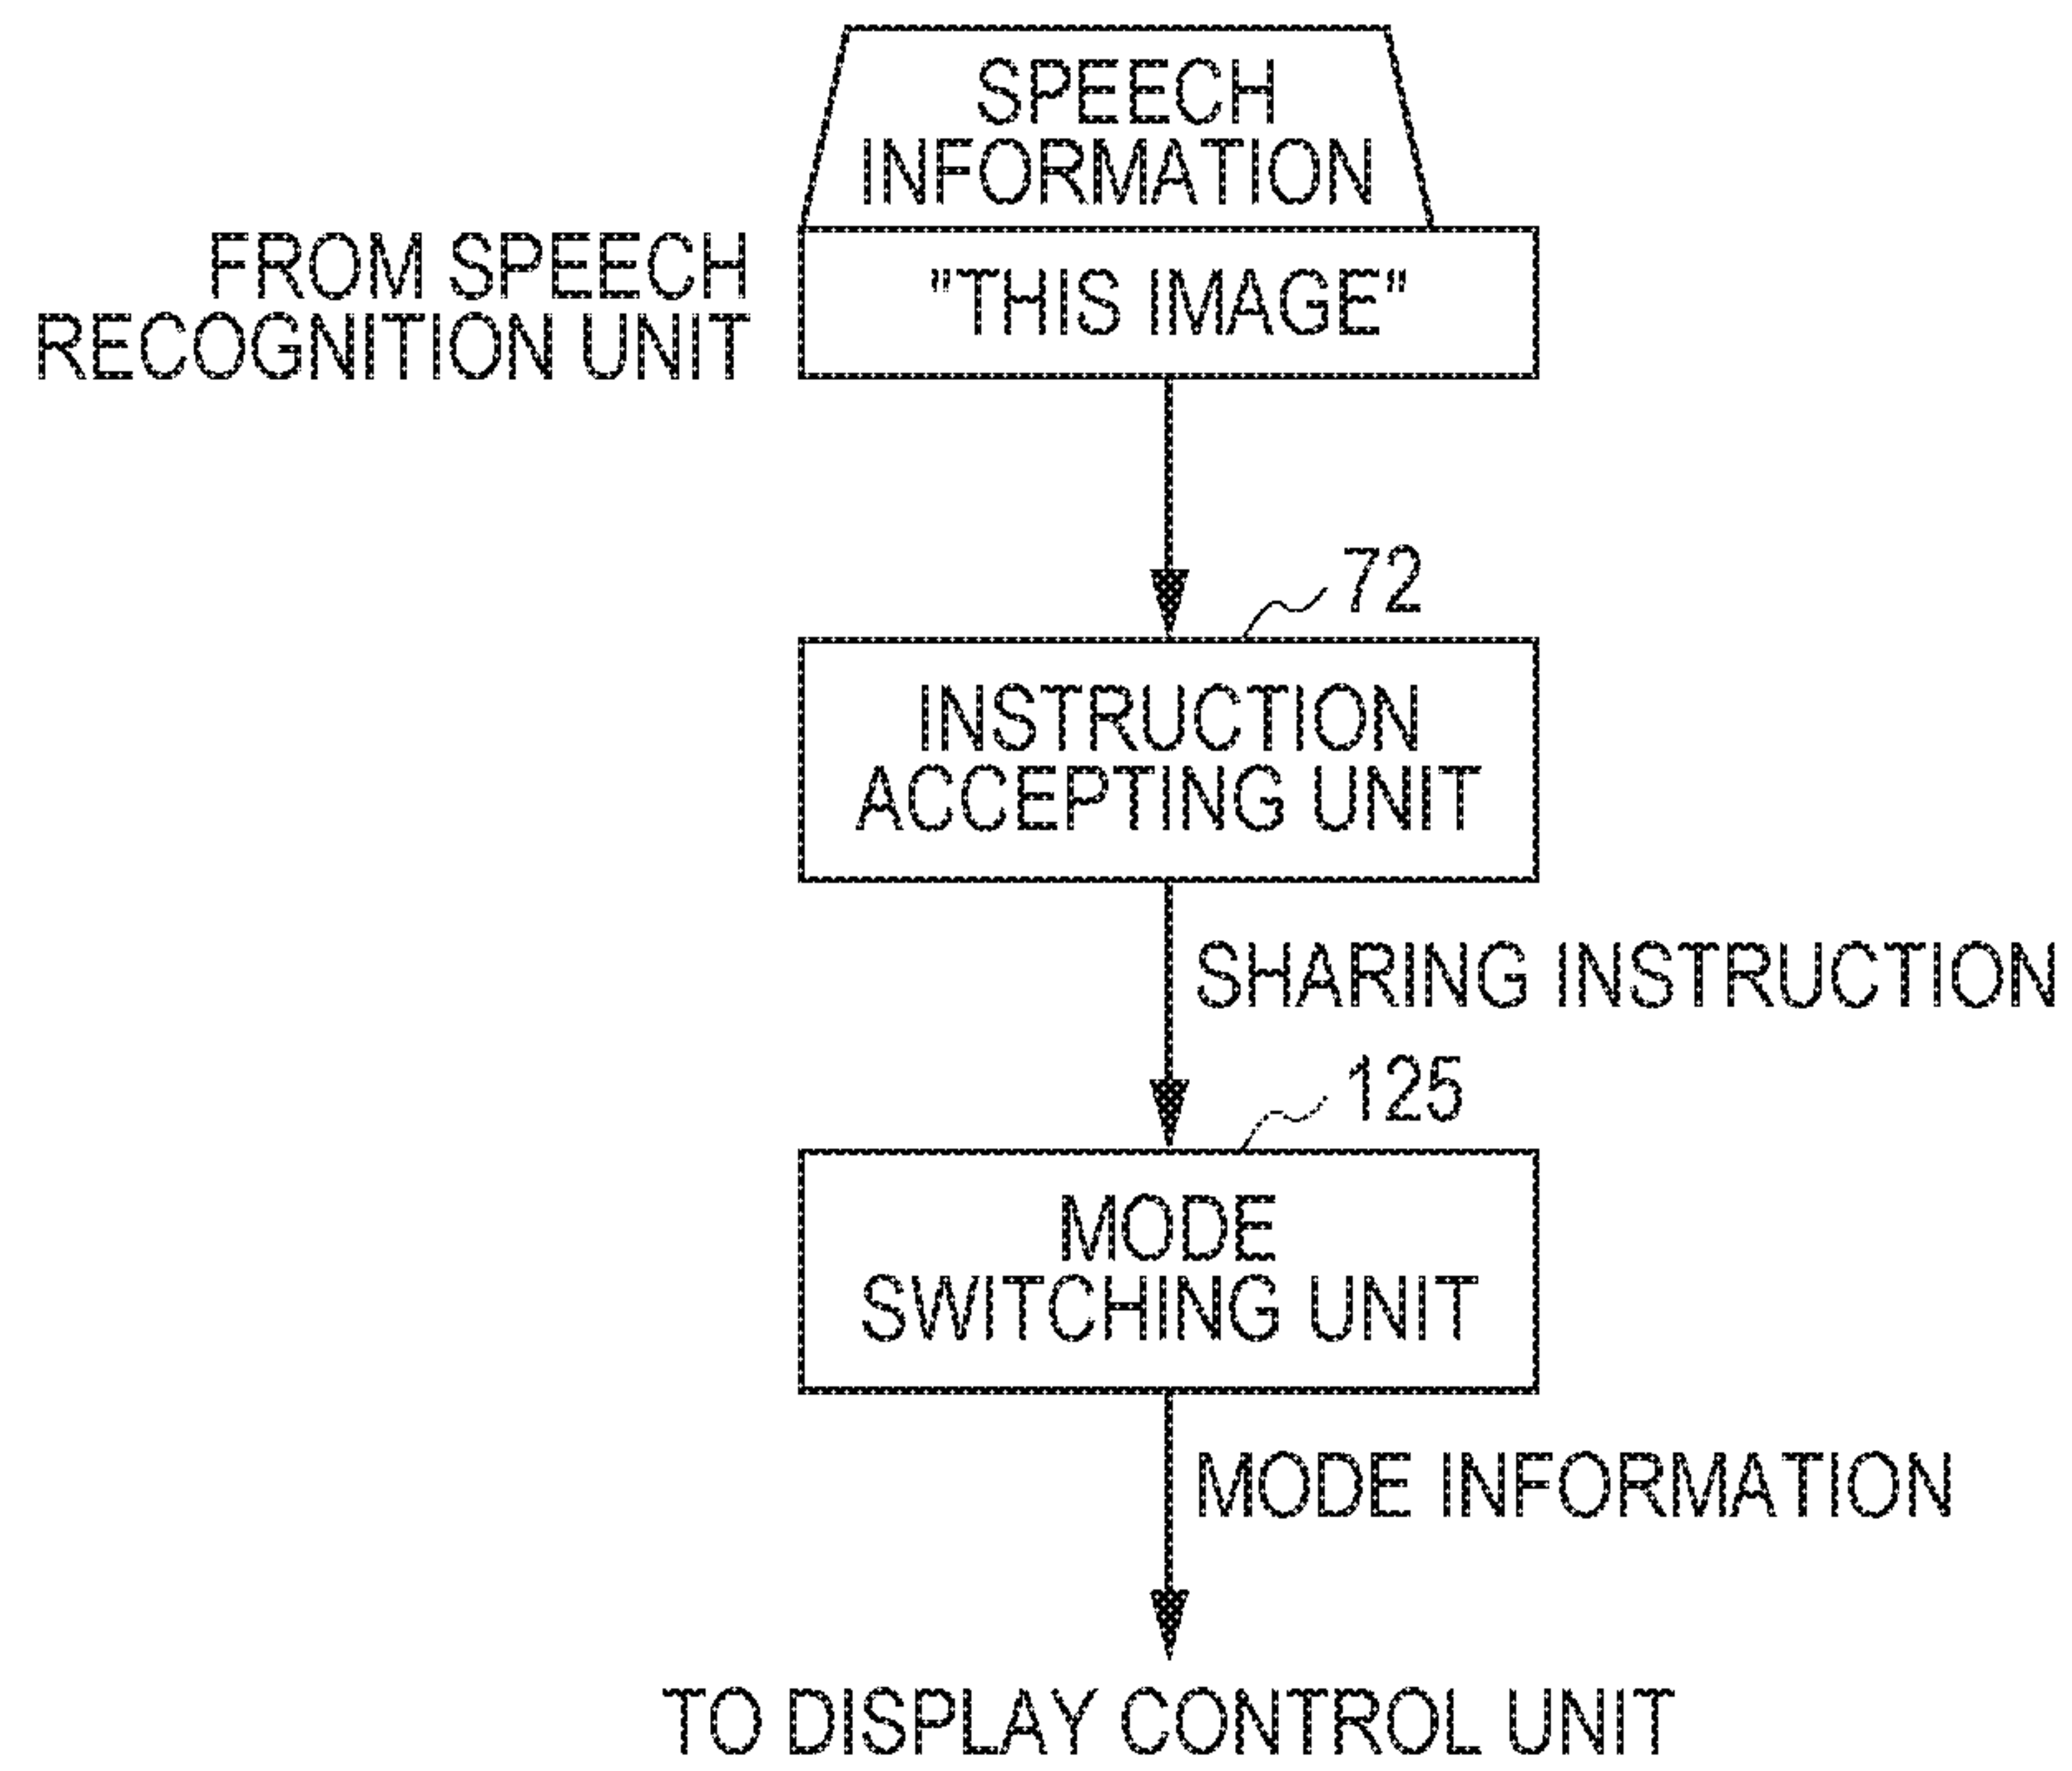 SPEECH
INFORMATION
FROM SPEECH
RECOGNITION UNIT
"THIS IMAGE"
72
INSTRUCTION
ACCEPTING UNIT
SHARING INSTRUCTION
125
MODE
SWITCHING UNIT
MODE INFORMATION
TO DISPLAY CONTROL UNIT